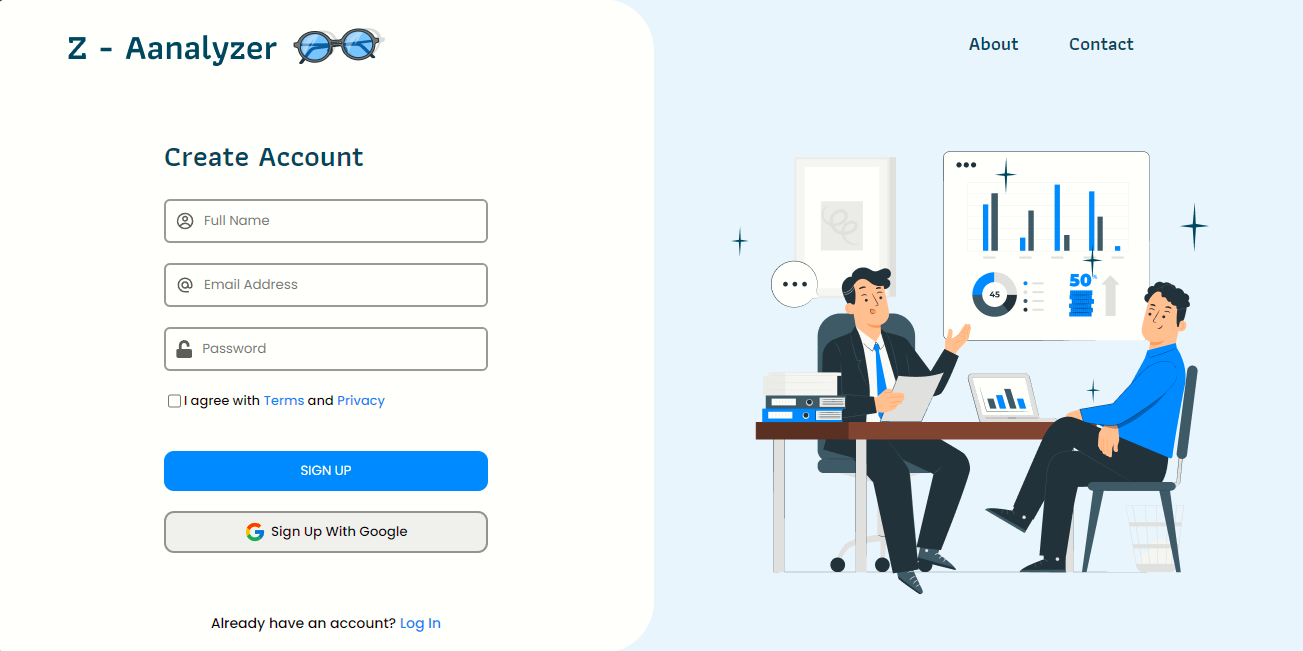 Z - Aanalyzer
About
Contact
Create Account
Full Name
Email Address
Password
I agree with Terms and Privacy
SIGN UP
Sign Up With Google
Already have an account? Log In
50%
45